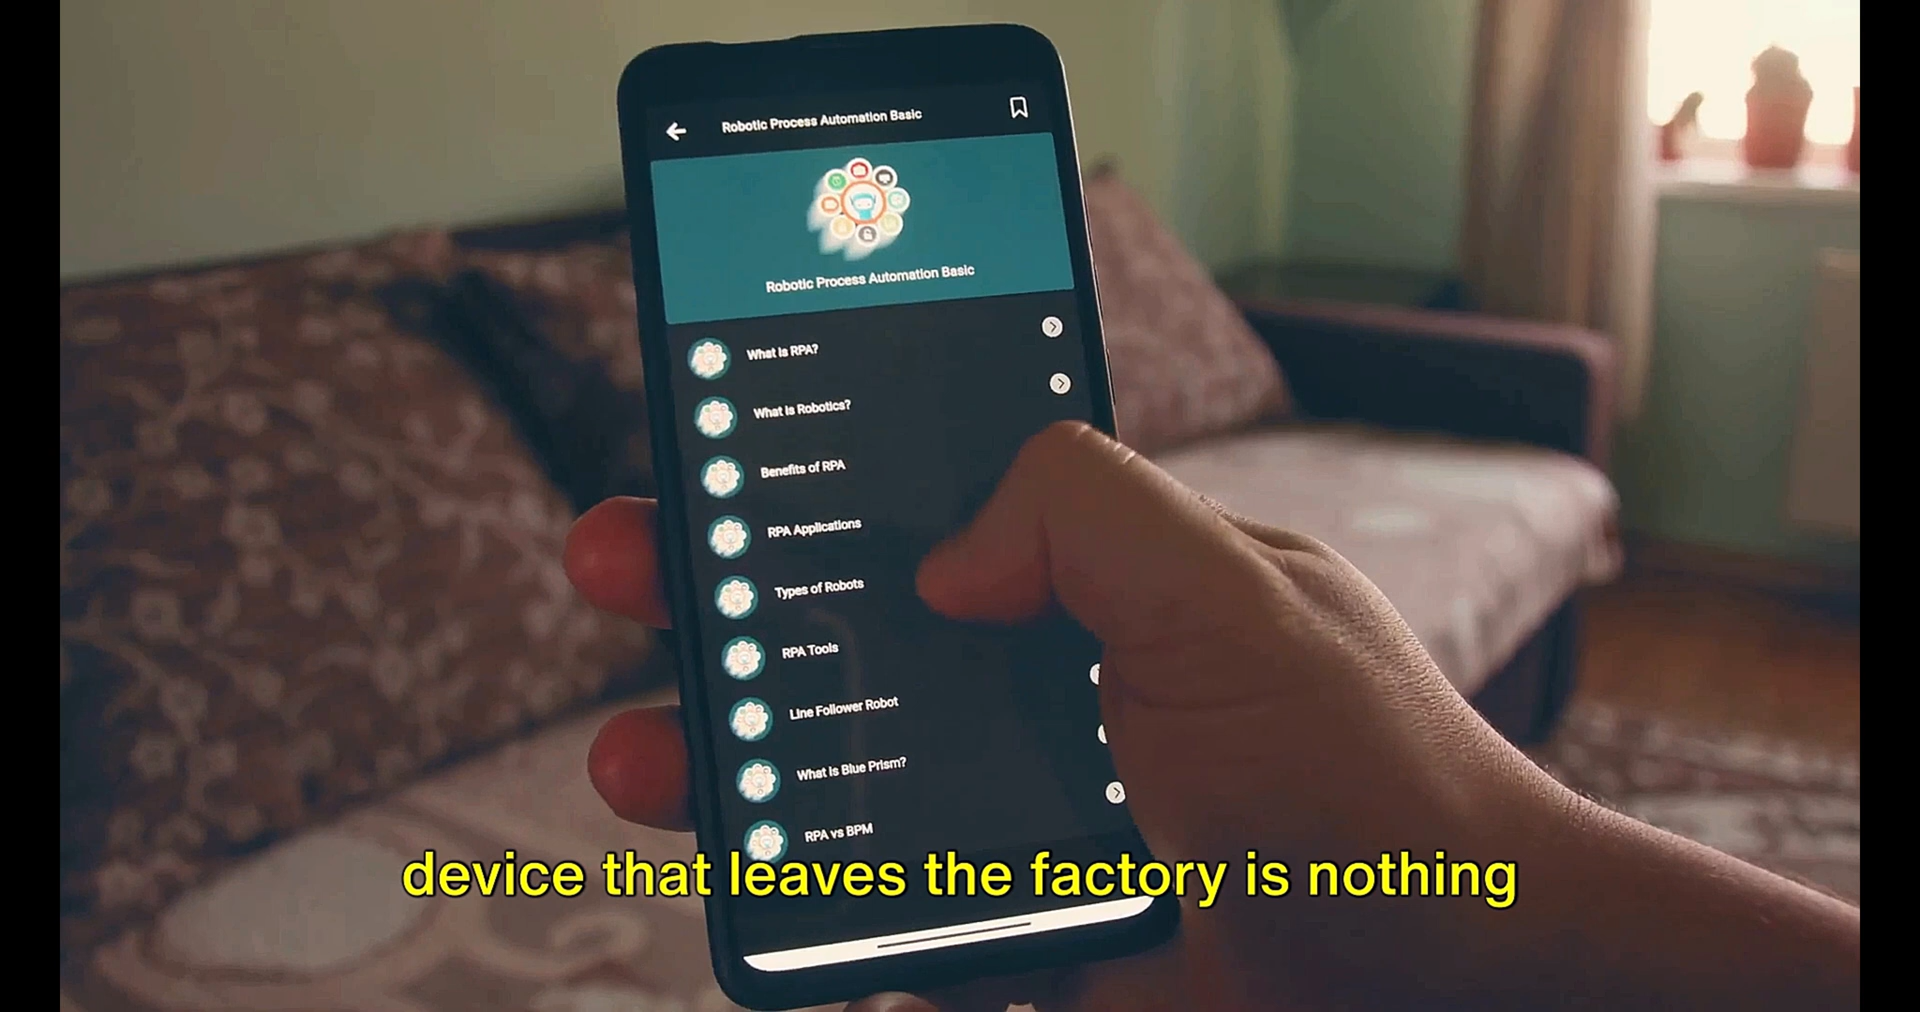 Robotic Process Automation Basic
Robotic Process Automation Basic
What is RPA?
What is Robotics?
Benefits of RPA
RPA Applications
Types of Robots
RPA Tools
Line Follower Robot
What is Blue Prism?
RPA vs BPM
device that leaves the factory is nothing